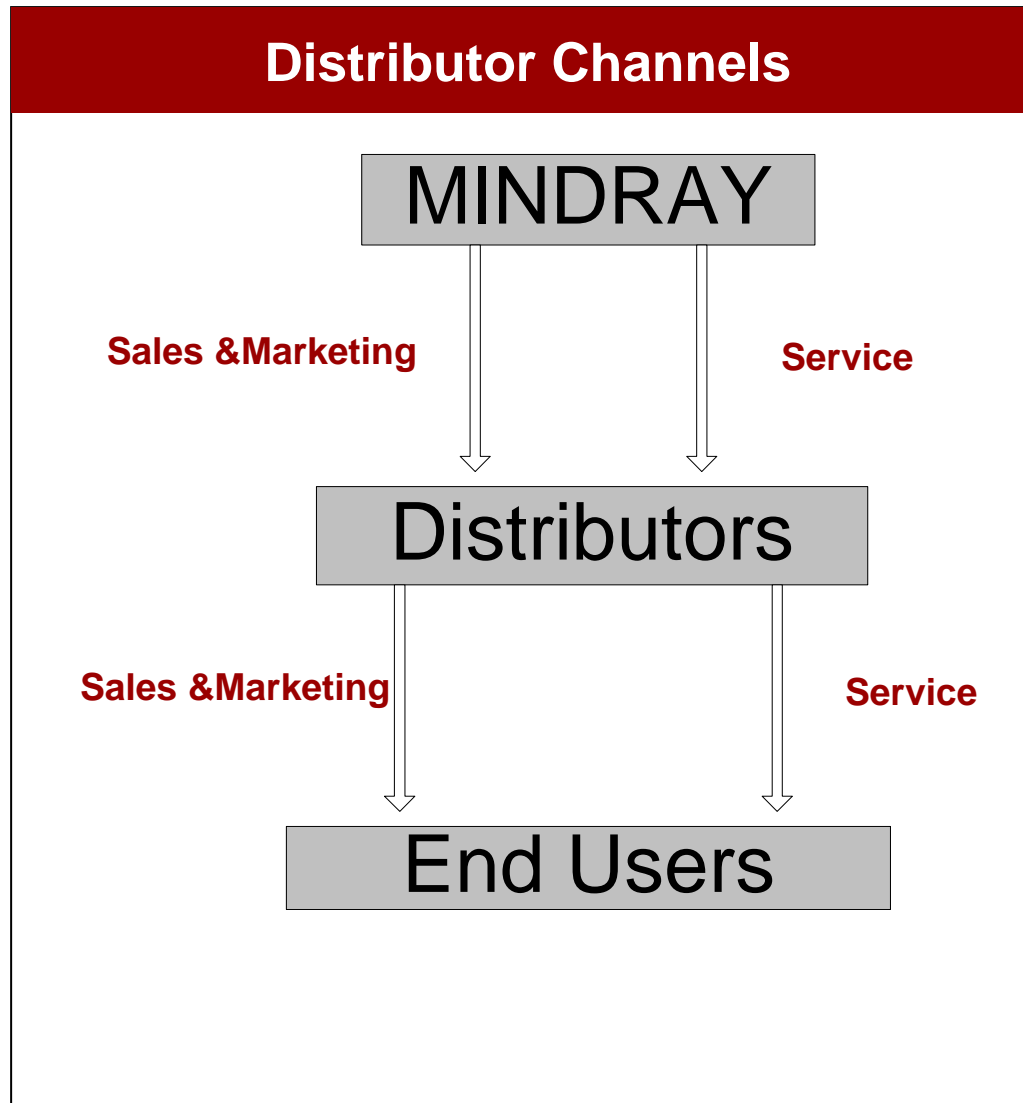 Distributor Channels
MINDRAY
Sales &Marketing
Service
Distributors
Sales &Marketing
Service
End Users